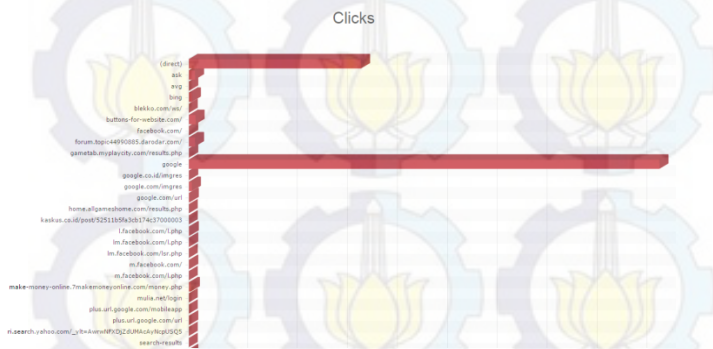 Clicks
(direct)
ask
avg
bing
blekko.com/ws/
buttons-for-website.com/
facebook.com/
forum.topic44990885.darodar.com/
gametab.myplaycity.com/results.php
google
google.co.id/imgres
google.com/imgres
google.com/url
home.allgameshome.com/results.php
kaskus.co.id/post/52511b5fa3cb174c37000003
l.facebook.com/l.php
lm.facebook.com/l.php
lm.facebook.com/lsr.php
m.facebook.com/
m.facebook.com/l.php
make-money-online.7makemoneyonline.com/money.php
mulia.net/login
plus.url.google.com/mobileapp
plus.url.google.com/url
search-results